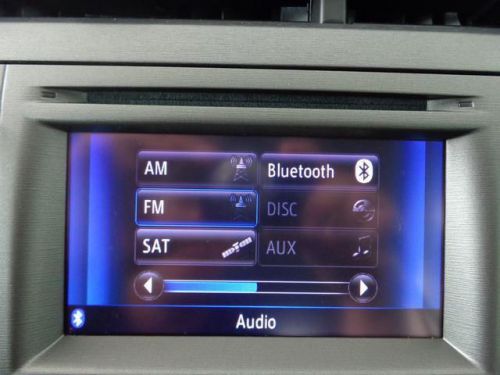 AM
Bluetooth
FM
DISC
SAT
AUX
Audio